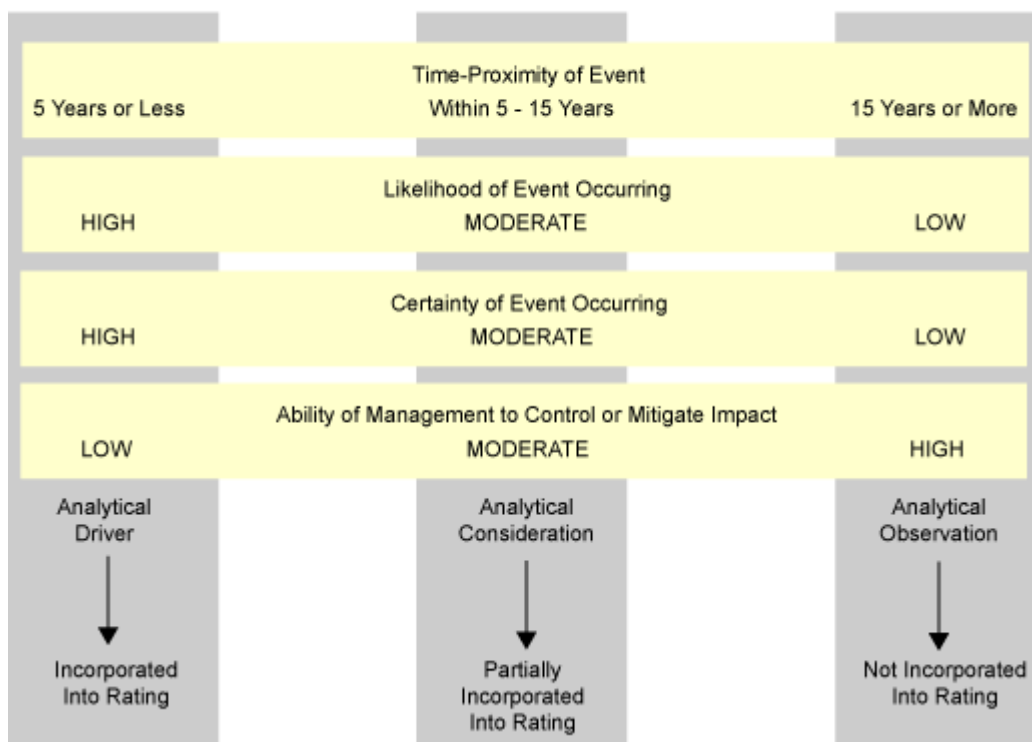 Time-Proximity of Event
5 Years or Less Within 5 - 15 Years 15 Years or More
Likelihood of Event Occurring
HIGH MODERATE LOW
Certainty of Event Occurring
HIGH MODERATE LOW
Ability of Management to Control or Mitigate Impact
LOW MODERATE HIGH
Analytical
Driver
Analytical
Consideration
Analytical
Observation
Incorporated
Into Rating
Partially
Incorporated
Into Rating
Not Incorporated
Into Rating